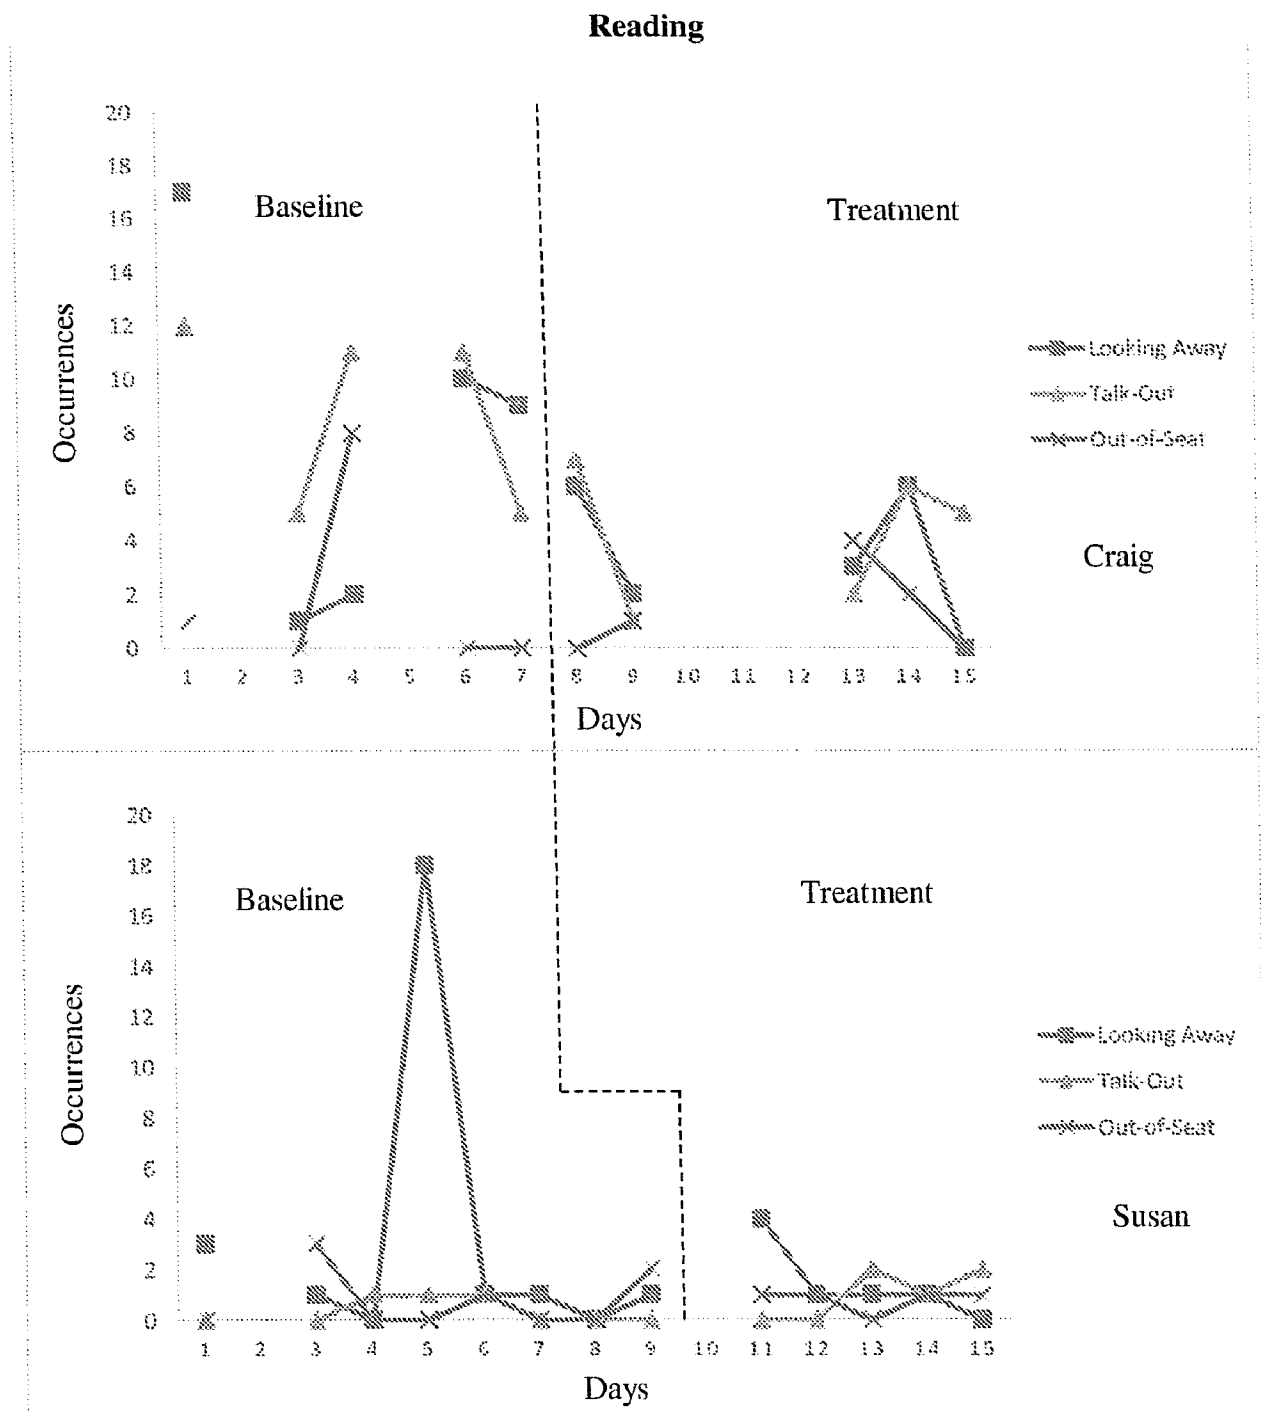 Reading
20
18
16
14
12
10
8
6
4
2
0
Occurrences
Baseline
Treatment
Looking Away
Talk-Out
Out-of-Seat
Craig
1 2 3 4 5 6 7 8 9 10 11 12 13 14 15
Days
20
18
16
14
12
10
8
6
4
2
0
Occurrences
Baseline
Treatment
Looking Away
Talk-Out
Out-of-Seat
Susan
1 2 3 4 5 6 7 8 9 10 11 12 13 14 15
Days